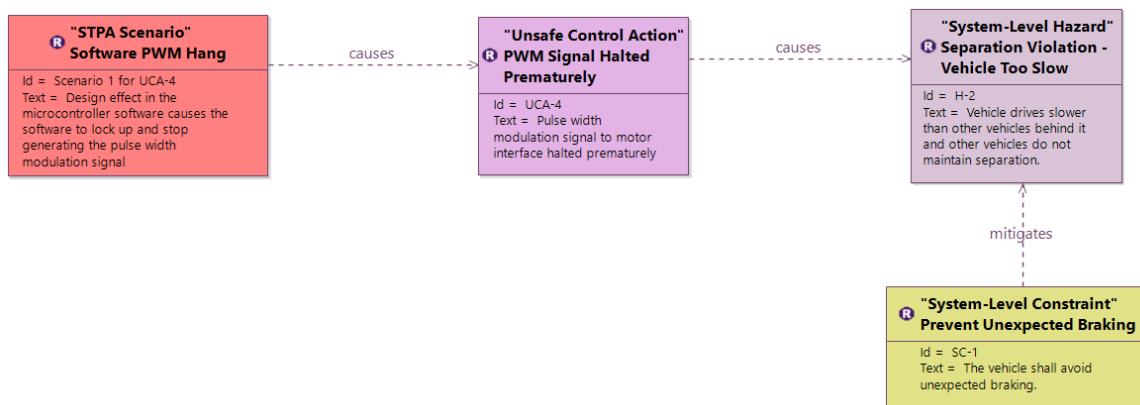 "STPA Scenario"
R
Software PWM Hang
Id = Scenario 1 for UCA-4
Text = Design effect in the
microcontroller software causes the
software to lock up and stop
generating the pulse width
modulation signal
causes
"Unsafe Control Action"
R
PWM Signal Halted
Prematurely
Id = UCA-4
Text = Pulse width
modulation signal to motor
interface halted prematurely
causes
"System-Level Hazard"
R
Separation Violation -
Vehicle Too Slow
Id = H-2
Text = Vehicle drives slower
than other vehicles behind it
and other vehicles do not
maintain separation.
mitigates
"System-Level Constraint"
R
Prevent Unexpected Braking
Id = SC-1
Text = The vehicle shall avoid
unexpected braking.